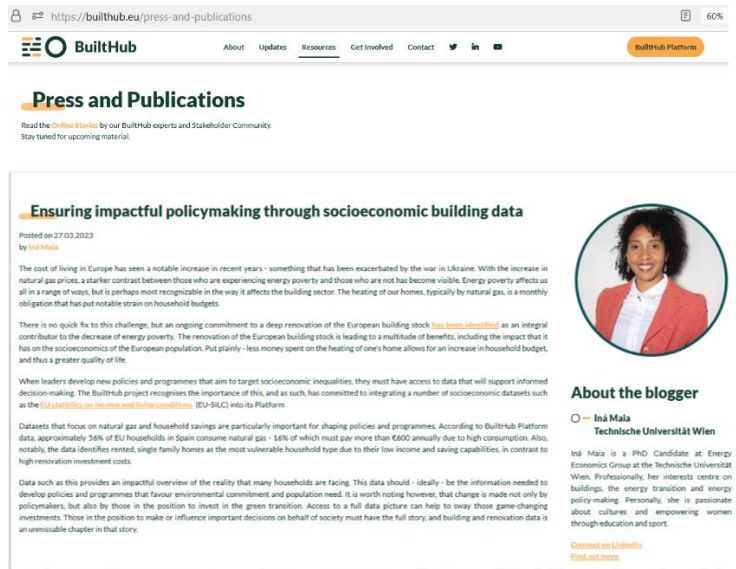 https://builthub.eu/press-and-publications
60%
BuiltHub
About Updates Resources Get Involved Contact
BuiltHub Platform
Press and Publications
Read the Online Stories by our BuiltHub experts and Stakeholder Community.
Stay tuned for upcoming material.
Ensuring impactful policymaking through socioeconomic building data
Posted on 27.03.2023
by Iná Maia
The cost of living in Europe has seen a notable increase in recent years - something that has been exacerbated by the war in Ukraine. With the increase in
natural gas prices, a starker contrast between those who are experiencing energy poverty and those who are not has become visible. Energy poverty affects us
all in a range of ways, but is perhaps most recognizable in the way it affects the building sector. The heating of our homes, typically by natural gas, is a monthly
obligation that has put notable strain on household budgets.
There is no quick fix to this challenge, but an ongoing commitment to a deep renovation of the European building stock has been identified as an integral
contributor to the decrease of energy poverty. The renovation of the European building stock is leading to a multitude of benefits, including the impact that it
has on the socioeconomics of the European population. Put plainly - less money spent on the heating of one's home allows for an increase in household budget,
and thus a greater quality of life.
When leaders develop new policies and programmes that aim to target socioeconomic inequalities, they must have access to data that will support informed
decision-making. The BuiltHub project recognises the importance of this, and as such, has committed to integrating a number of socioeconomic datasets such
as the EU statistics on income and living conditions (EU-SILC) into its Platform
Datasets that focus on natural gas and household savings are particularly important for shaping policies and programmes. According to BuiltHub Platform
data, approximately 56% of EU households in Spain consume natural gas - 16% of which must pay more than €600 annually due to high consumption. Also,
notably, the data identifies rented, single family homes as the most vulnerable household type due to their low income and saving capabilities, in contrast to
high renovation investment costs.
Data such as this provides an impactful overview of the reality that many households are facing. This data should - ideally - be the information needed to
develop policies and programmes that favour environmental commitment and population need. It is worth noting however, that change is made not only by
policymakers, but also by those in the position to invest in the green transition. Access to a full data picture can help to sway those game-changing
investments. Those in the position to make or influence important decisions on behalf of society must have the full story, and building and renovation data is
an unmissable chapter in that story.
About the blogger
Iná Maia
Technische Universität Wien
Iná Maia is a PhD Candidate at Energy
Economics Group at the Technische Universität
Wien. Professionally, her interests centre on
buildings, the energy transition and energy
policy-making. Personally, she is passionate
about cultures and empowering women
through education and sport.
Connect on LinkedIn
Find out more